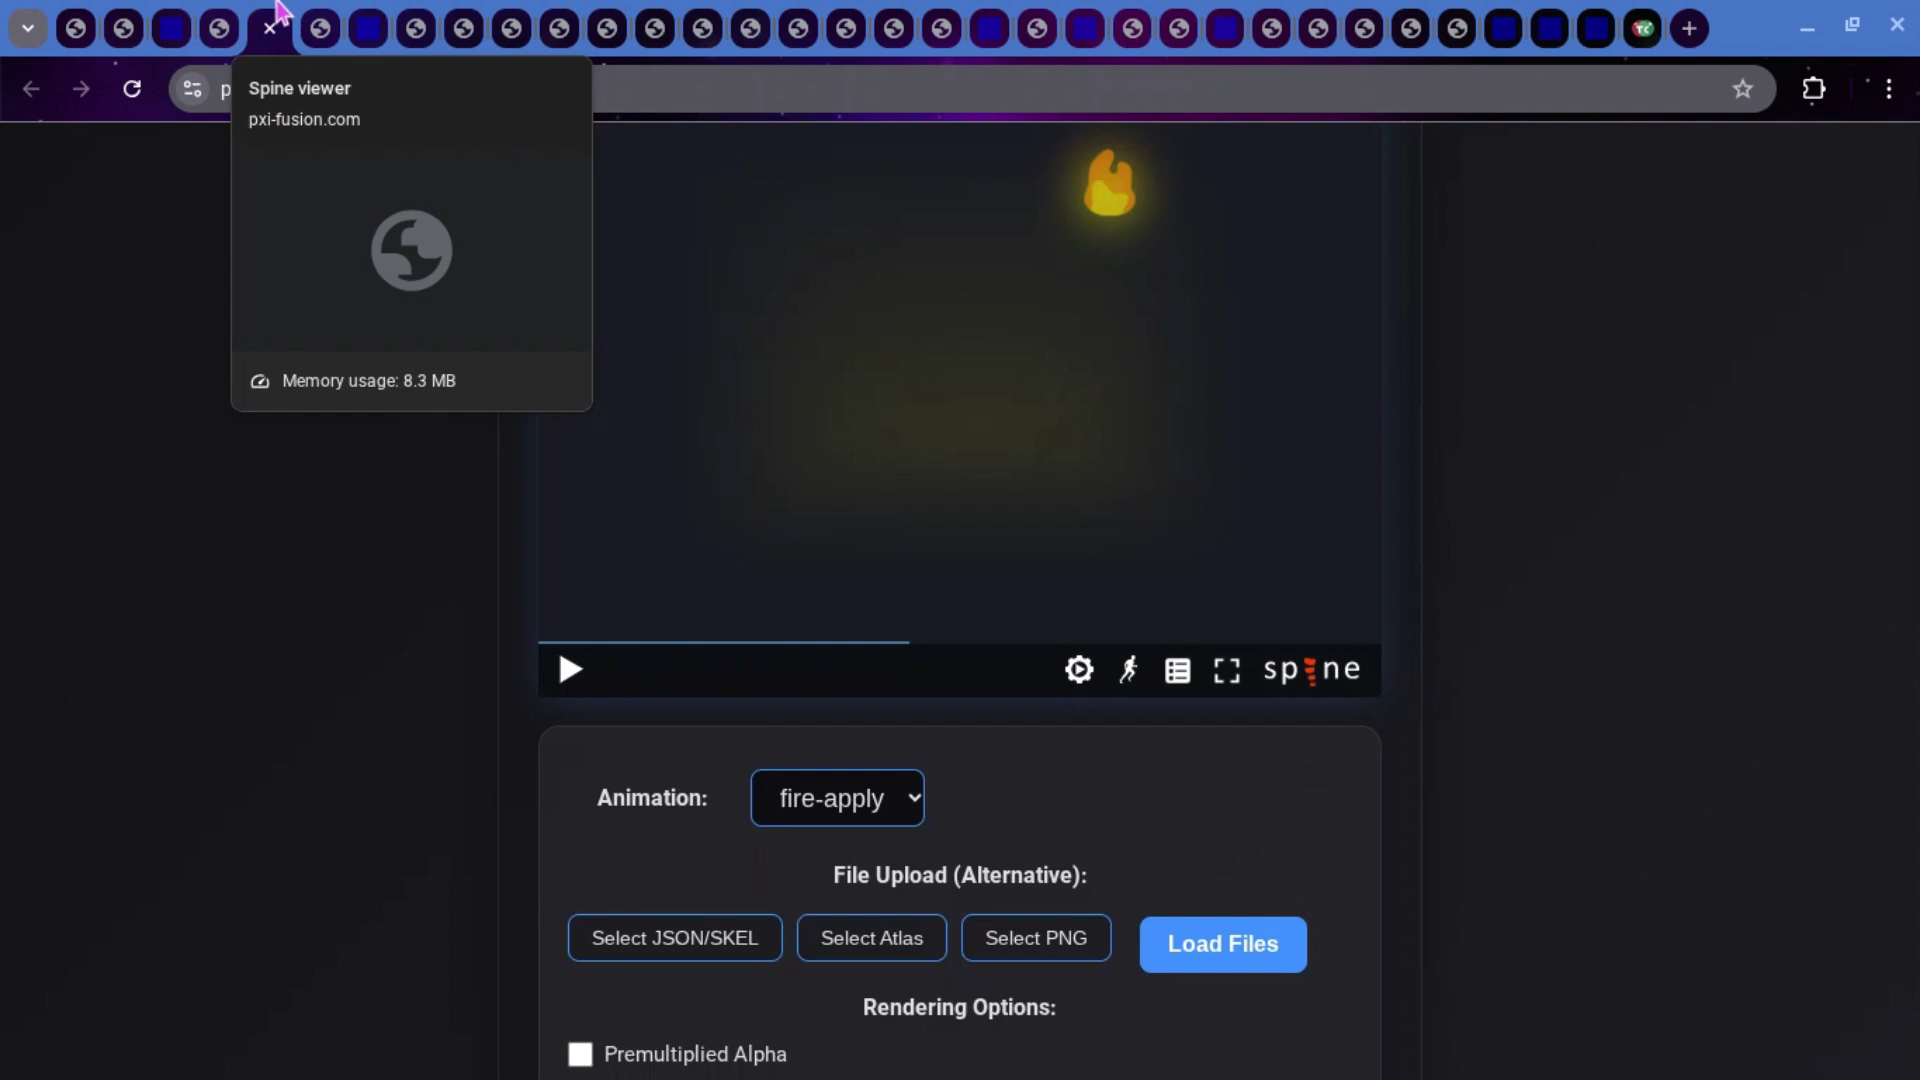 Spine viewer
pxi-fusion.com
Memory usage: 8.3 MB
p
TC
spine
Animation:
fire-apply
File Upload (Alternative):
Select JSON/SKEL
Select Atlas
Select PNG
Load Files
Rendering Options:
Premultiplied Alpha